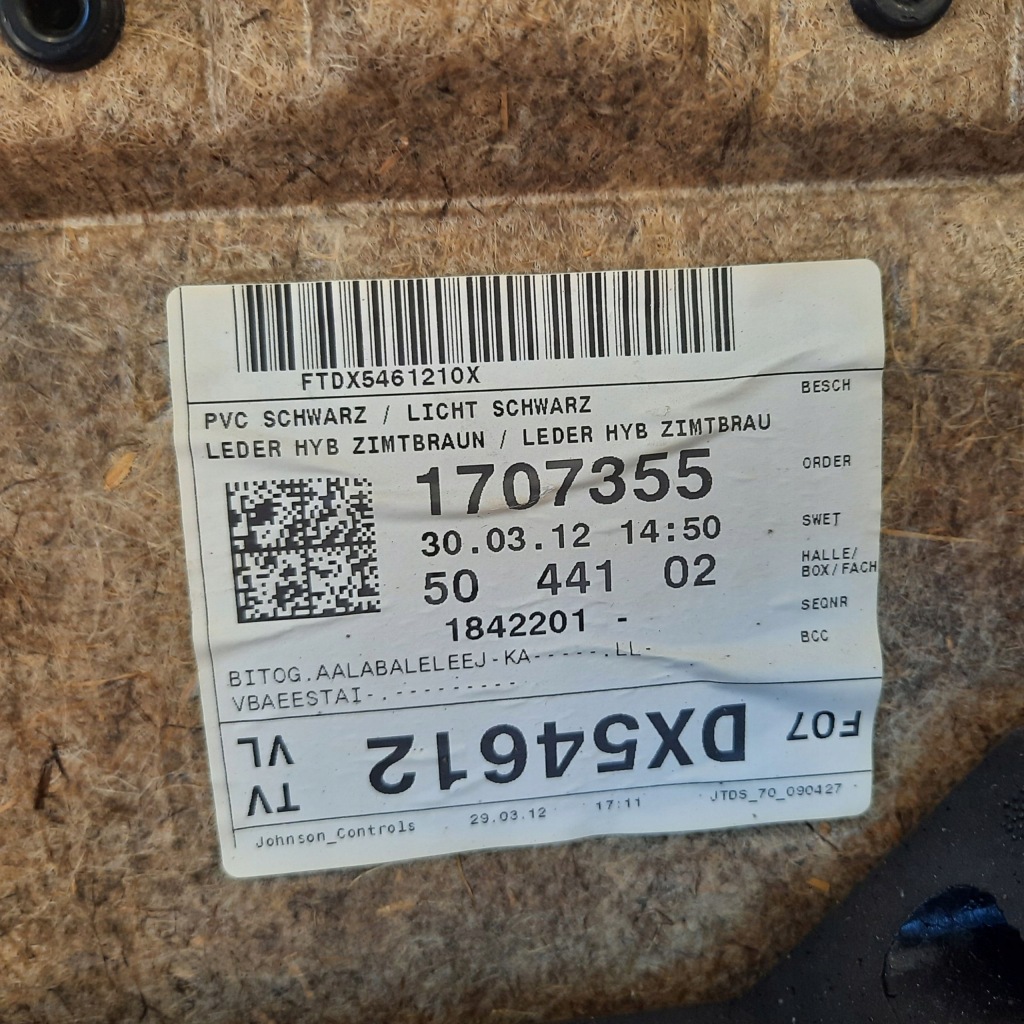 FTDX5461210X
BESCH
PVC SCHWARZ / LICHT SCHWARZ
LEDER HYB ZIMTBRAUN / LEDER HYB ZIMTBRAU
1707355 ORDER
30.03.12 14:50 SWET
50 441 02 HALLE/
BOX/FACH
1842201 - SEQNR
BCC
BITOG.AALABALELEEJ-KA------.LL-
VBAEESTAI-.---------
F07 DX54612 VL
TV
Johnson_Controls 29.03.12 17:11 JTDS_70_090427